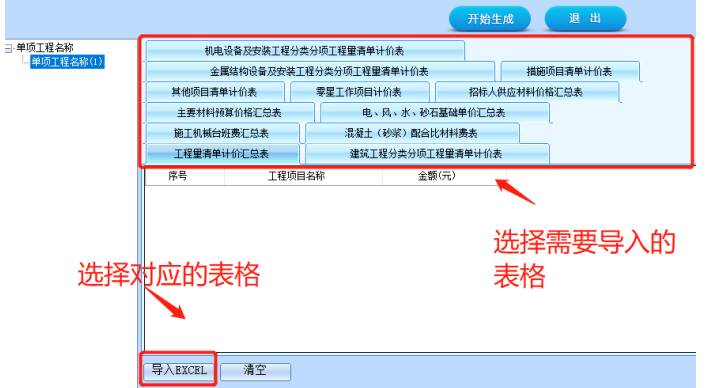 开始生成 退 出
单项工程名称
单项工程名称(1)
机电设备及安装工程分类分项工程量清单计价表
金属结构设备及安装工程分类分项工程量清单计价表 措施项目清单计价表
其他项目清单计价表 零星工作项目计价表 招标人供应材料价格汇总表
主要材料预算价格汇总表 电、风、水、砂石基础单价汇总表
施工机械台班费汇总表 混凝土（砂浆）配合比材料费表
工程量清单计价汇总表 建筑工程分类分项工程量清单计价表
序号 工程项目名称 金额(元)
选择需要导入的
表格
选择对应的表格
导入EXCEL 清空